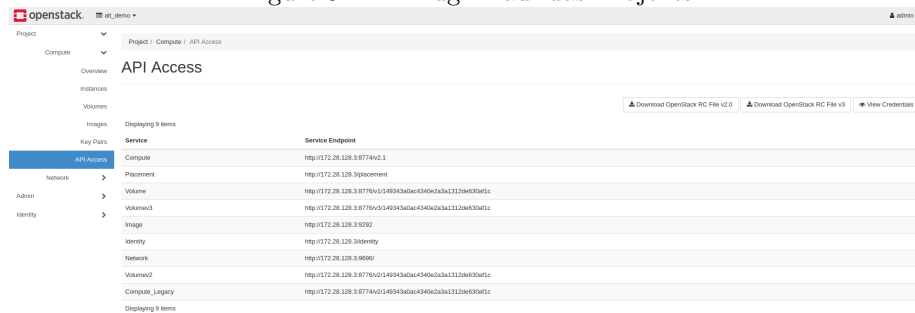 openstack. alt_demo admin
Project
Compute
Overview
Instances
Volumes
Images
Key Pairs
API Access
Network
Admin
Identity
Project / Compute / API Access
API Access
Download OpenStack RC File v2.0 Download OpenStack RC File v3 View Credentials
Displaying 9 items
Service Service Endpoint
Compute http://172.28.128.3:8774/v2.1
Placement http://172.28.128.3/placement
Volume http://172.28.128.3:8776/v1/149343a0ac4340e2a3a1312de630af1c
Volumev3 http://172.28.128.3:8776/v3/149343a0ac4340e2a3a1312de630af1c
Image http://172.28.128.3:9292
Identity http://172.28.128.3/identity
Network http://172.28.128.3:9696/
Volumev2 http://172.28.128.3:8776/v2/149343a0ac4340e2a3a1312de630af1c
Compute_Legacy http://172.28.128.3:8774/v2/149343a0ac4340e2a3a1312de630af1c
Displaying 9 items